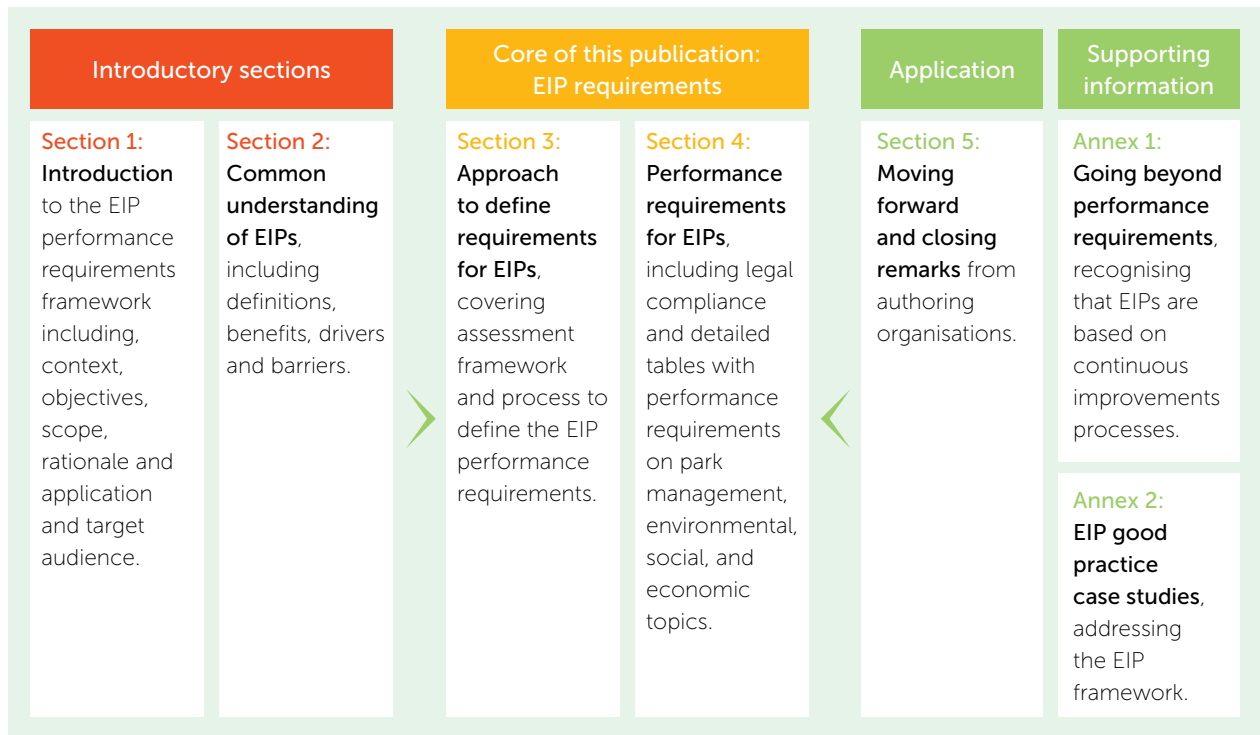 Introductory sections
Section 1:
Introduction
to the EIP
performance
requirements
framework
including,
context,
objectives,
scope,
rationale and
application
and target
audience.
Section 2:
Common
understanding
of EIPs,
including
definitions,
benefits, drivers
and barriers.
Core of this publication:
EIP requirements
Section 3:
Approach
to define
requirements
for EIPs,
covering
assessment
framework
and process to
define the EIP
performance
requirements.
Section 4:
Performance
requirements
for EIPs,
including legal
compliance
and detailed
tables with
performance
requirements
on park
management,
environmental,
social, and
economic
topics.
Application
Section 5:
Moving
forward
and closing
remarks from
authoring
organisations.
Supporting
information
Annex 1:
Going beyond
performance
requirements,
recognising
that EIPs are
based on
continuous
improvements
processes.
Annex 2:
EIP good
practice
case studies,
addressing
the EIP
framework.